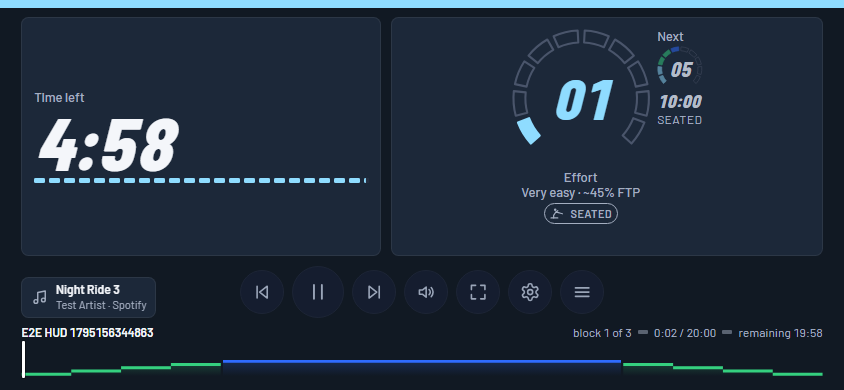 Time left
4:58
01
Effort
Very easy · ~45% FTP
SEATED
Next
05
10:00
SEATED
Night Ride 3
Test Artist · Spotify
E2E HUD 1795156344863
block 1 of 3 0:02 / 20:00 remaining 19:58